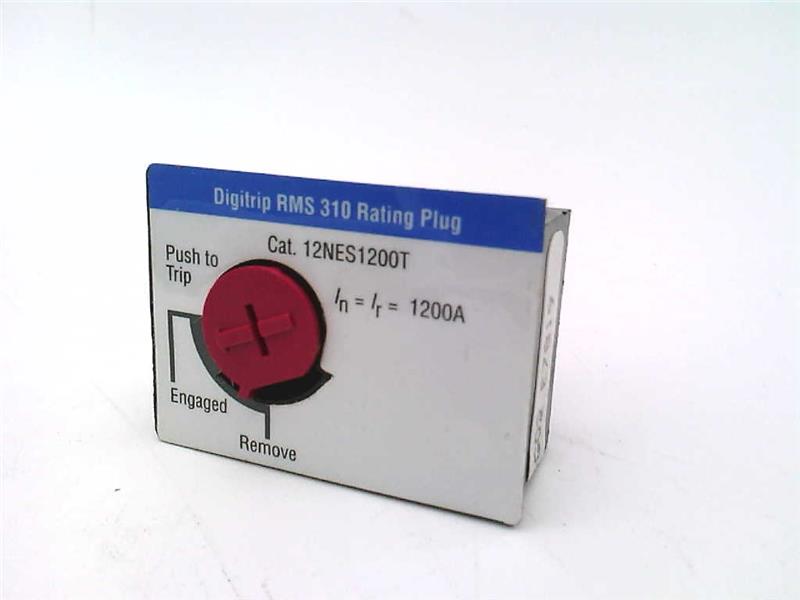 Digitrip RMS 310 Rating Plug
Cat. 12NES1200T
Push to
Trip
In = Ir = 1200A
Engaged
Remove